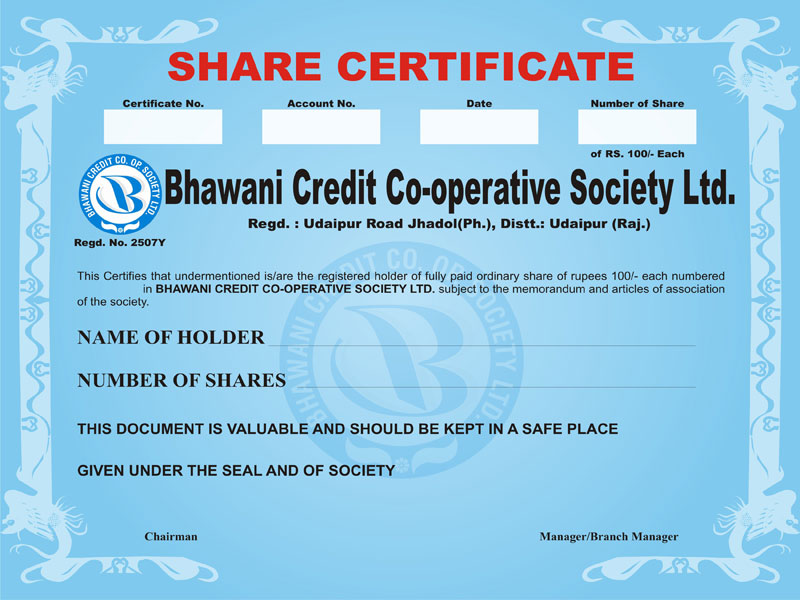 SHARE CERTIFICATE
Certificate No. Account No. Date Number of Share
of RS. 100/- Each
BHAWANI CREDIT CO. OP. SOCIETY LTD.
Bhawani Credit Co-operative Society Ltd.
Regd. : Udaipur Road Jhadol(Ph.), Distt.: Udaipur (Raj.)
Regd. No. 2507Y
This Certifies that undermentioned is/are the registered holder of fully paid ordinary share of rupees 100/- each numbered
in BHAWANI CREDIT CO-OPERATIVE SOCIETY LTD. subject to the memorandum and articles of association
of the society.
BHAWANI CREDIT CO. OP. SOCIETY LTD.
NAME OF HOLDER
NUMBER OF SHARES
THIS DOCUMENT IS VALUABLE AND SHOULD BE KEPT IN A SAFE PLACE
GIVEN UNDER THE SEAL AND OF SOCIETY
Chairman Manager/Branch Manager